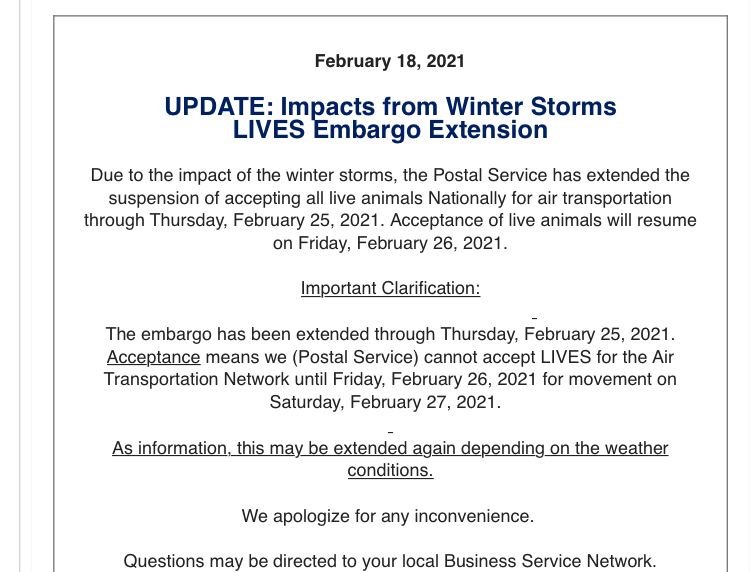 February 18, 2021
UPDATE: Impacts from Winter Storms
LIVES Embargo Extension
Due to the impact of the winter storms, the Postal Service has extended the
suspension of accepting all live animals Nationally for air transportation
through Thursday, February 25, 2021. Acceptance of live animals will resume
on Friday, February 26, 2021.
Important Clarification:
The embargo has been extended through Thursday, February 25, 2021.
Acceptance means we (Postal Service) cannot accept LIVES for the Air
Transportation Network until Friday, February 26, 2021 for movement on
Saturday, February 27, 2021.
As information, this may be extended again depending on the weather
conditions.
We apologize for any inconvenience.
Questions may be directed to your local Business Service Network.